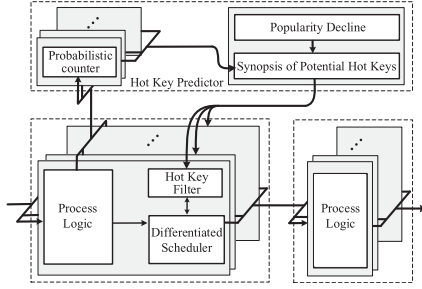 Popularity Decline
Probabilistic
counter
Synopsis of Potential Hot Keys
Hot Key Predictor
Process
Logic
Hot Key
Filter
Differentiated
Scheduler
Process
Logic